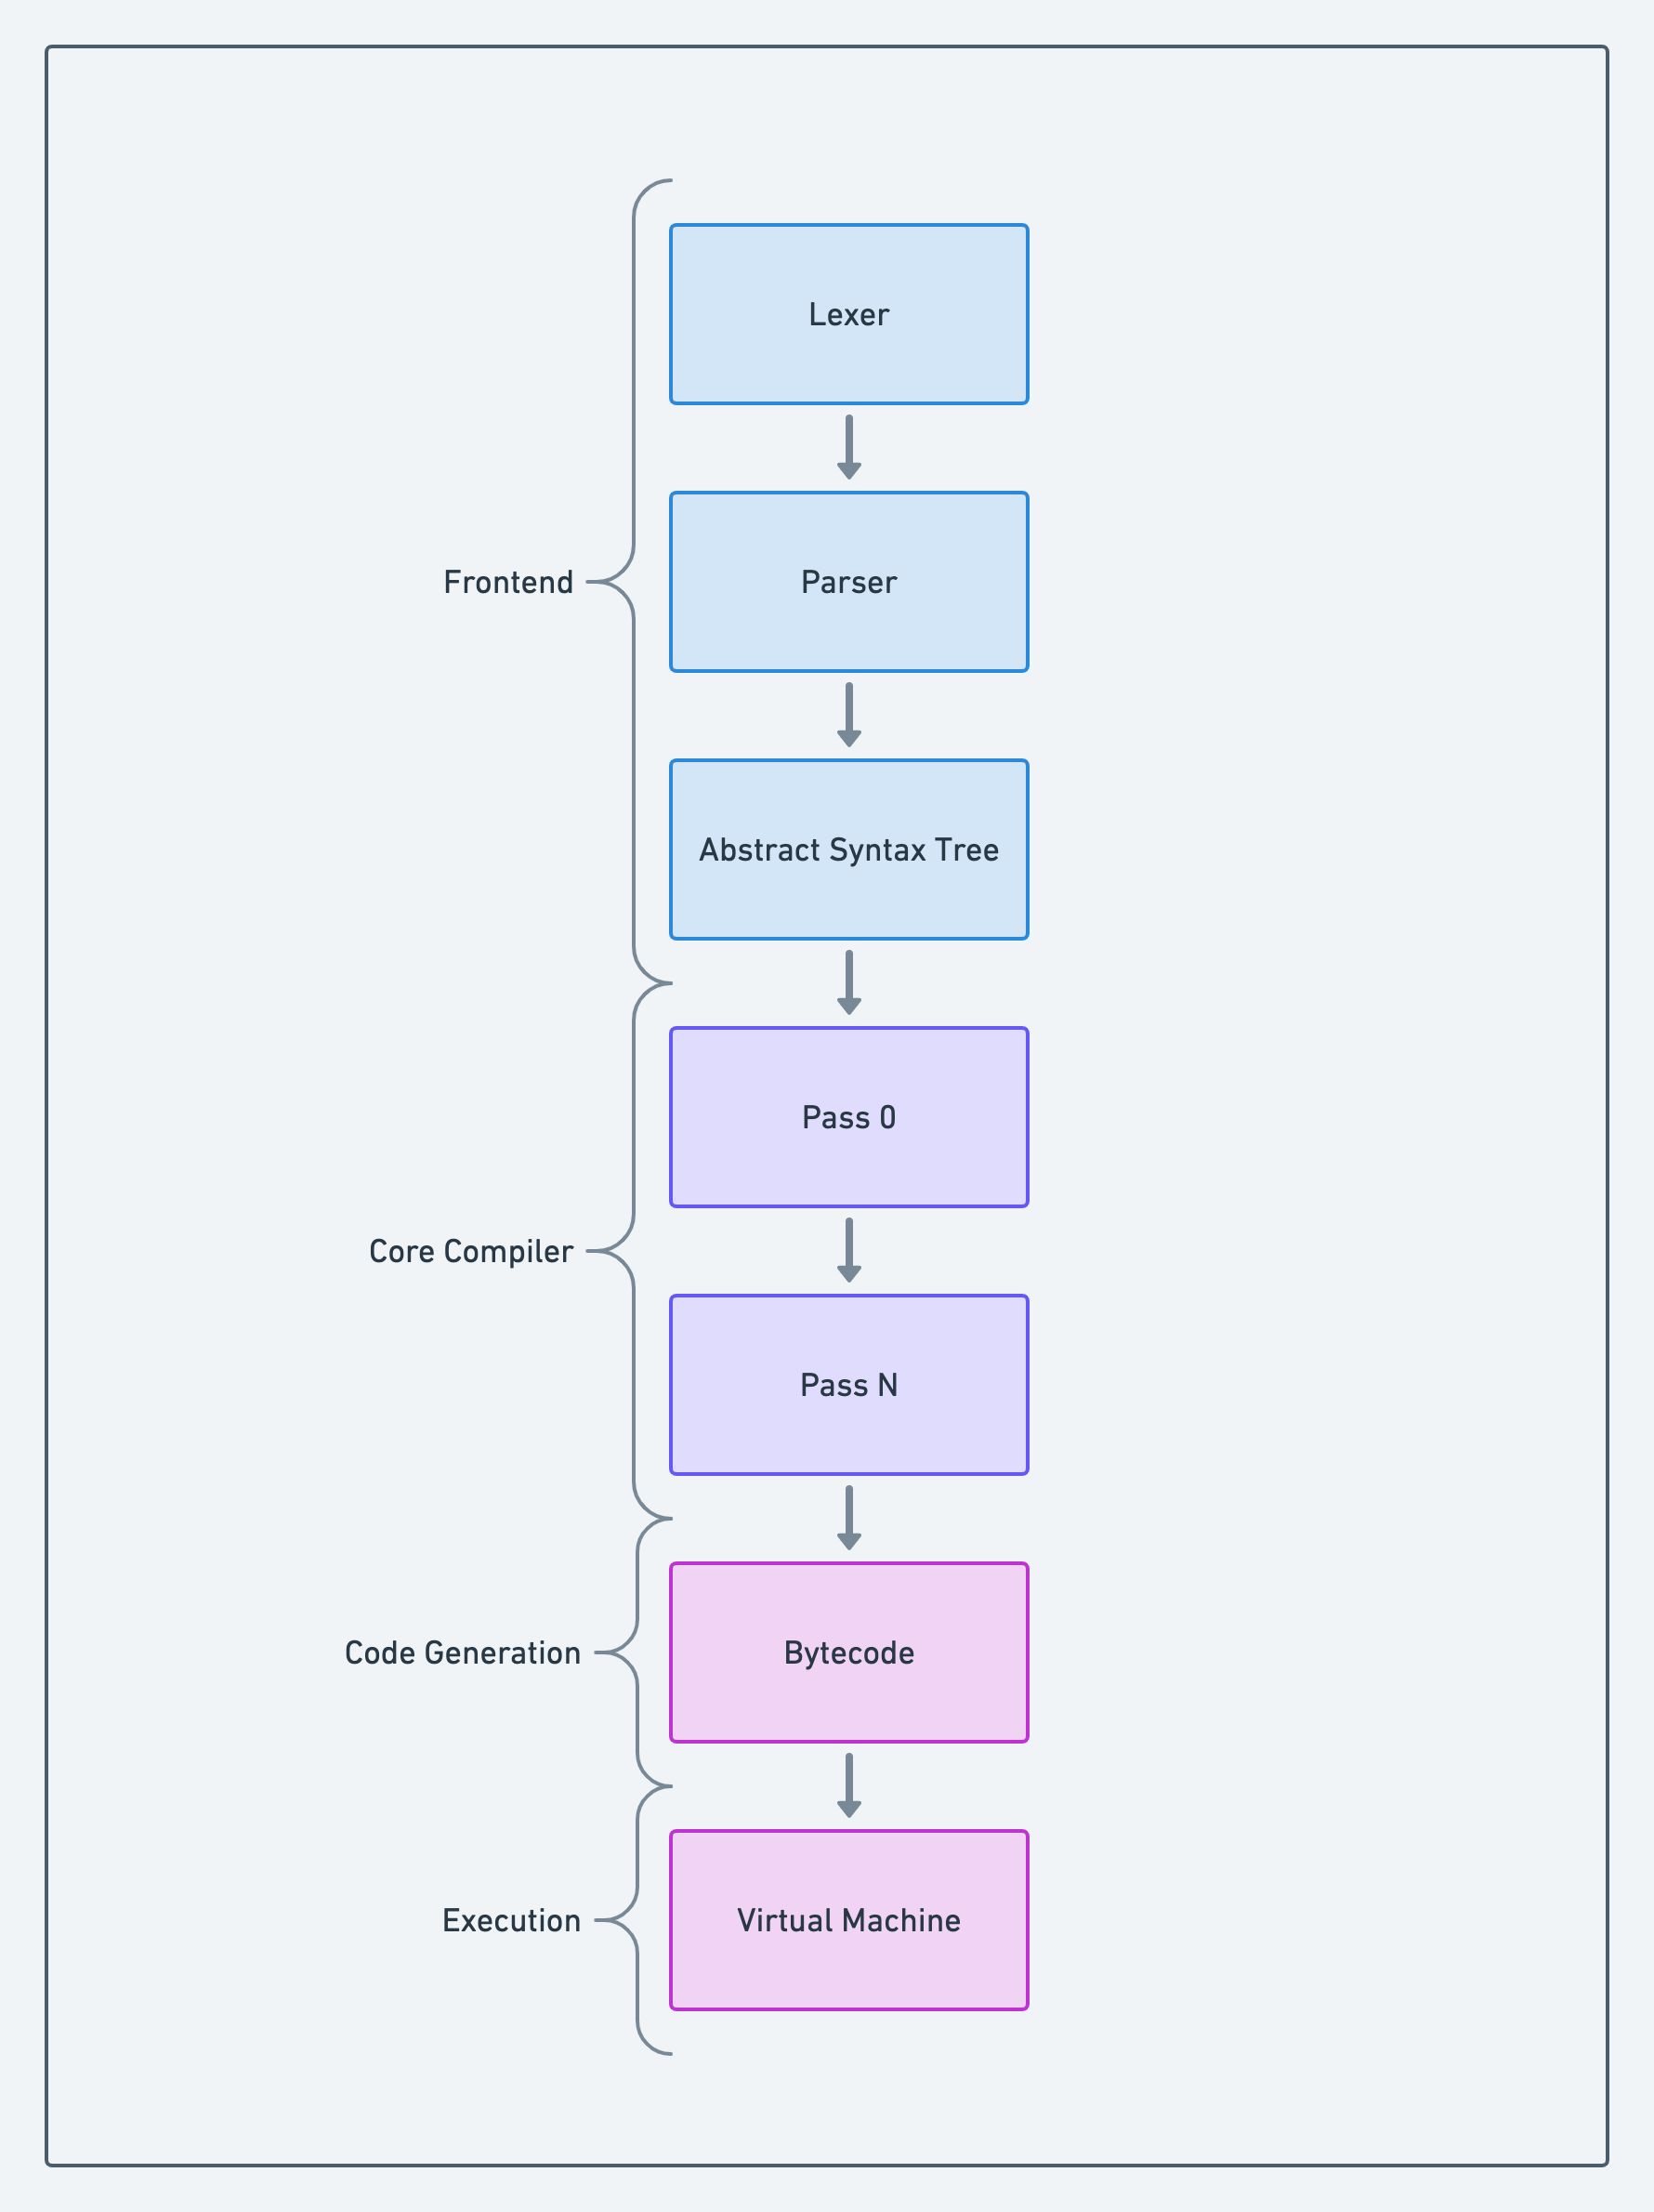 Lexer
Frontend
Parser
Abstract Syntax Tree
Pass 0
Core Compiler
Pass N
Code Generation
Bytecode
Execution
Virtual Machine